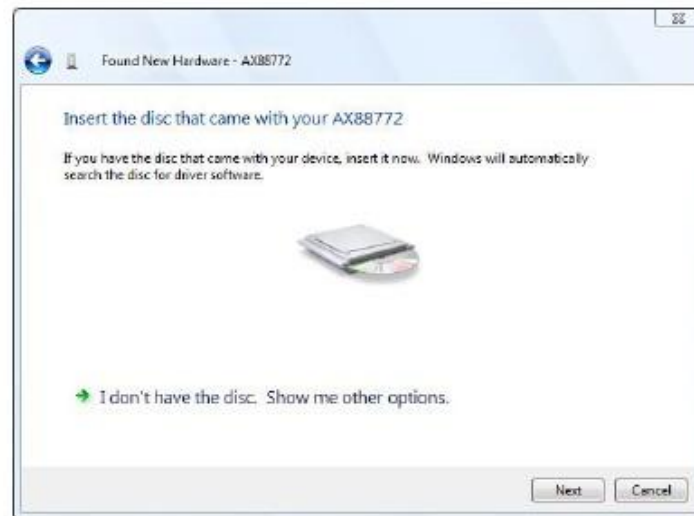 Found New Hardware - AX88772
Insert the disc that came with your AX88772
If you have the disc that came with your device, insert it now. Windows will automatically
search the disc for driver software.
I don't have the disc. Show me other options.
Next Cancel